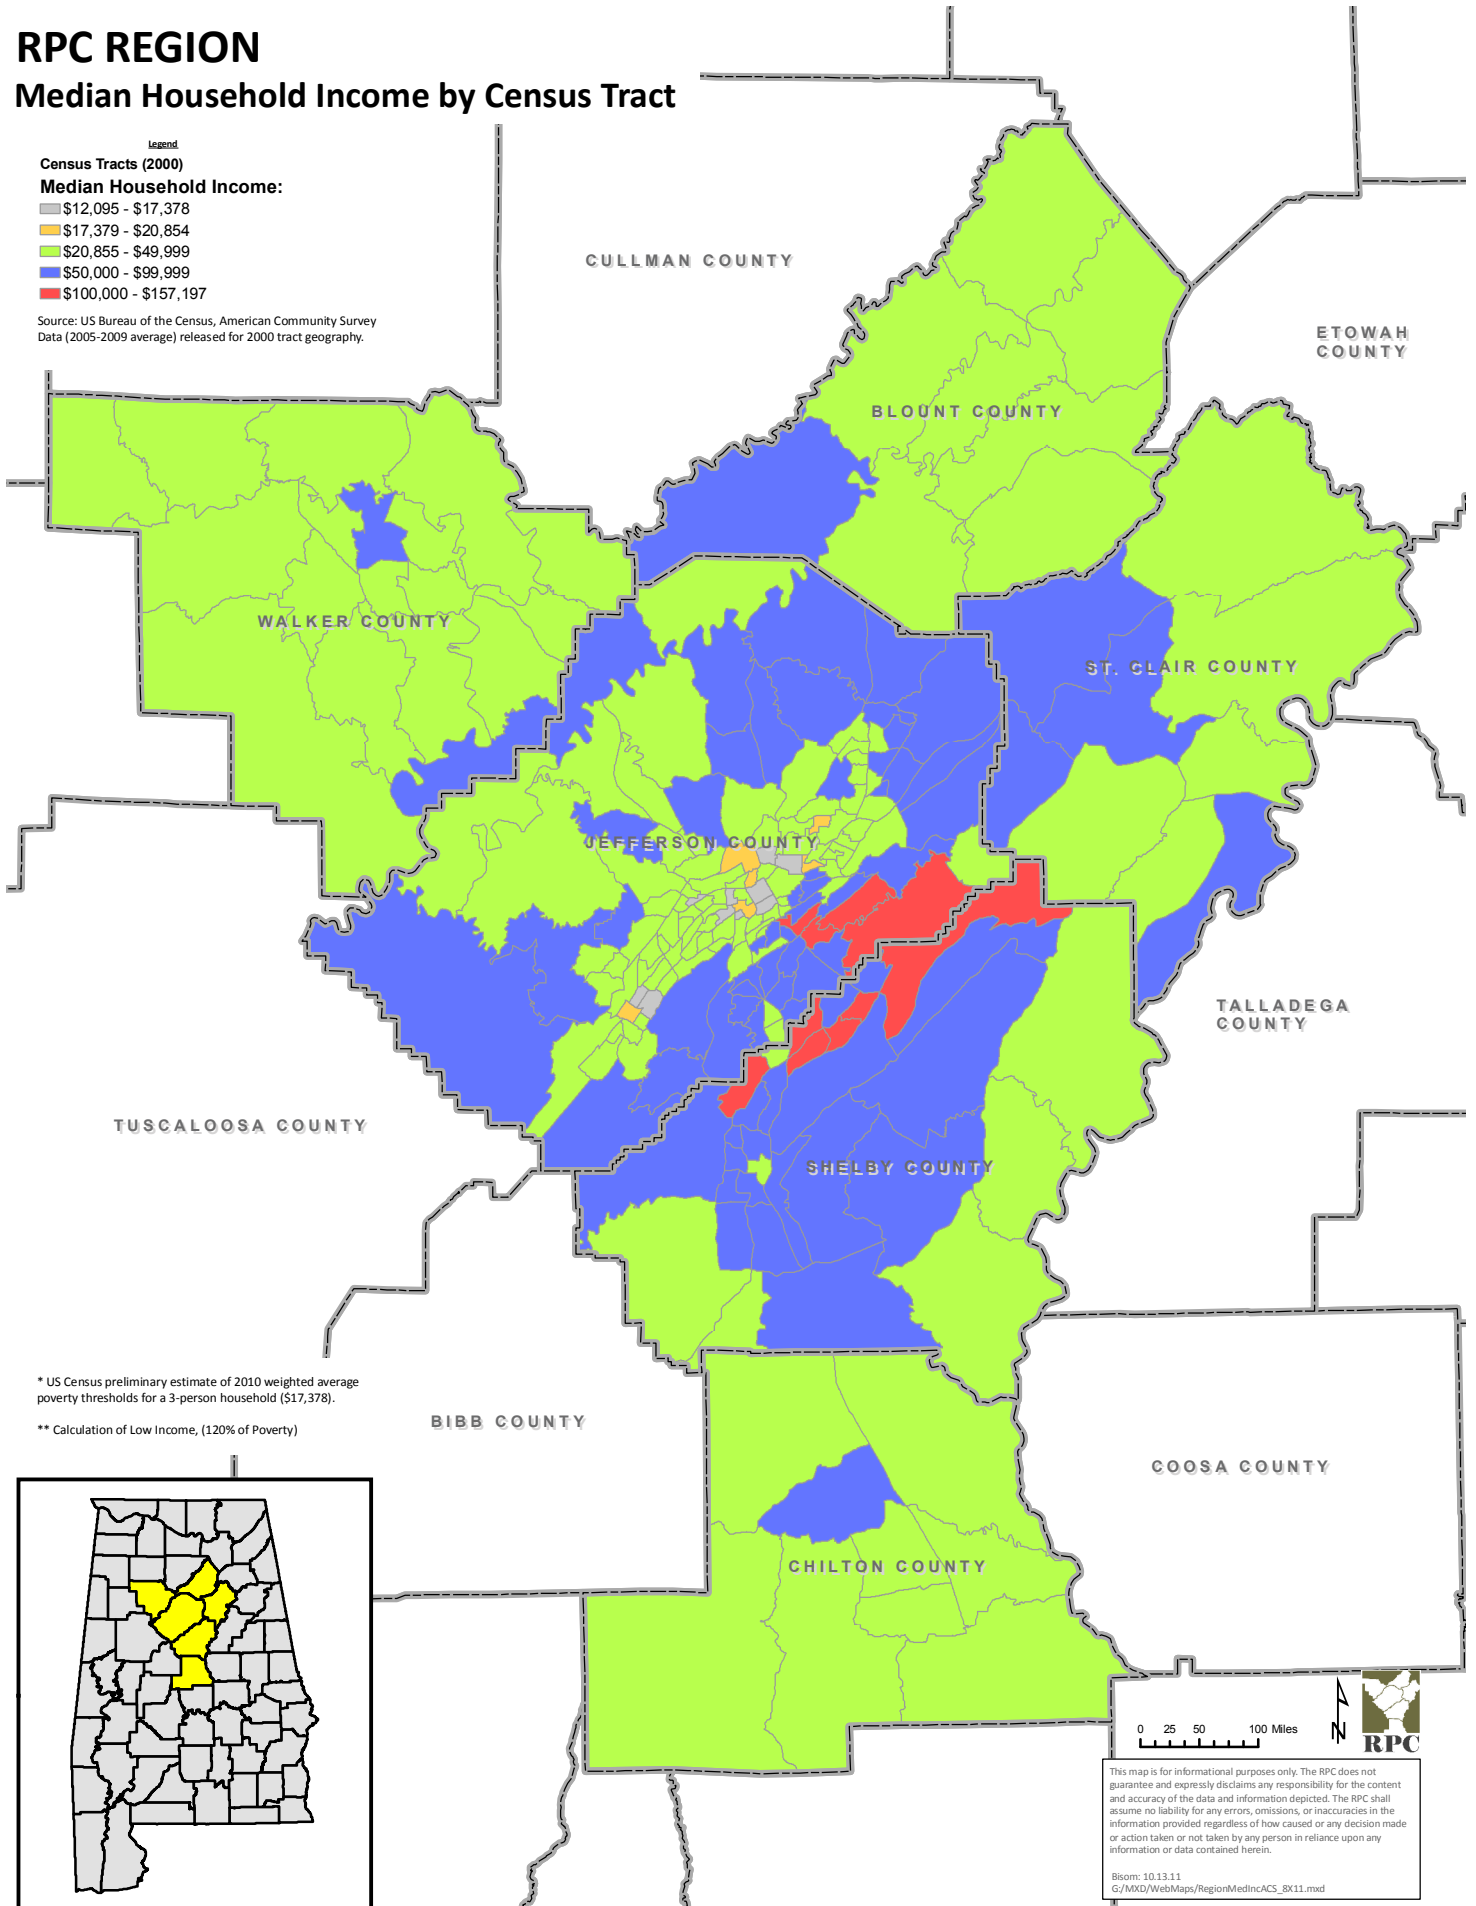 RPC REGION
Median Household Income by Census Tract
Legend
Census Tracts (2000)
Median Household Income:
$12,095 - $17,378
$17,379 - $20,854
$20,855 - $49,999
$50,000 - $99,999
$100,000 - $157,197
Source: US Bureau of the Census, American Community Survey
Data (2005-2009 average) released for 2000 tract geography.
CULLMAN COUNTY
ETOWAH
COUNTY
BLOUNT COUNTY
WALKER COUNTY
ST. CLAIR COUNTY
JEFFERSON COUNTY
TALLADEGA
COUNTY
TUSCALOOSA COUNTY
SHELBY COUNTY
* US Census preliminary estimate of 2010 weighted average
poverty thresholds for a 3-person household ($17,378).
** Calculation of Low Income, (120% of Poverty)
BIBB COUNTY
COOSA COUNTY
CHILTON COUNTY
0 25 50 100 Miles
N
RPC
This map is for informational purposes only. The RPC does not
guarantee and expressly disclaims any responsibility for the content
and accuracy of the data and information depicted. The RPC shall
assume no liability for any errors, omissions, or inaccuracies in the
information provided regardless of how caused or any decision made
or action taken or not taken by any person in reliance upon any
information or data contained herein.
Bisom: 10.13.11
G:/MXD/WebMaps/RegionMedIncACS_8X11.mxd